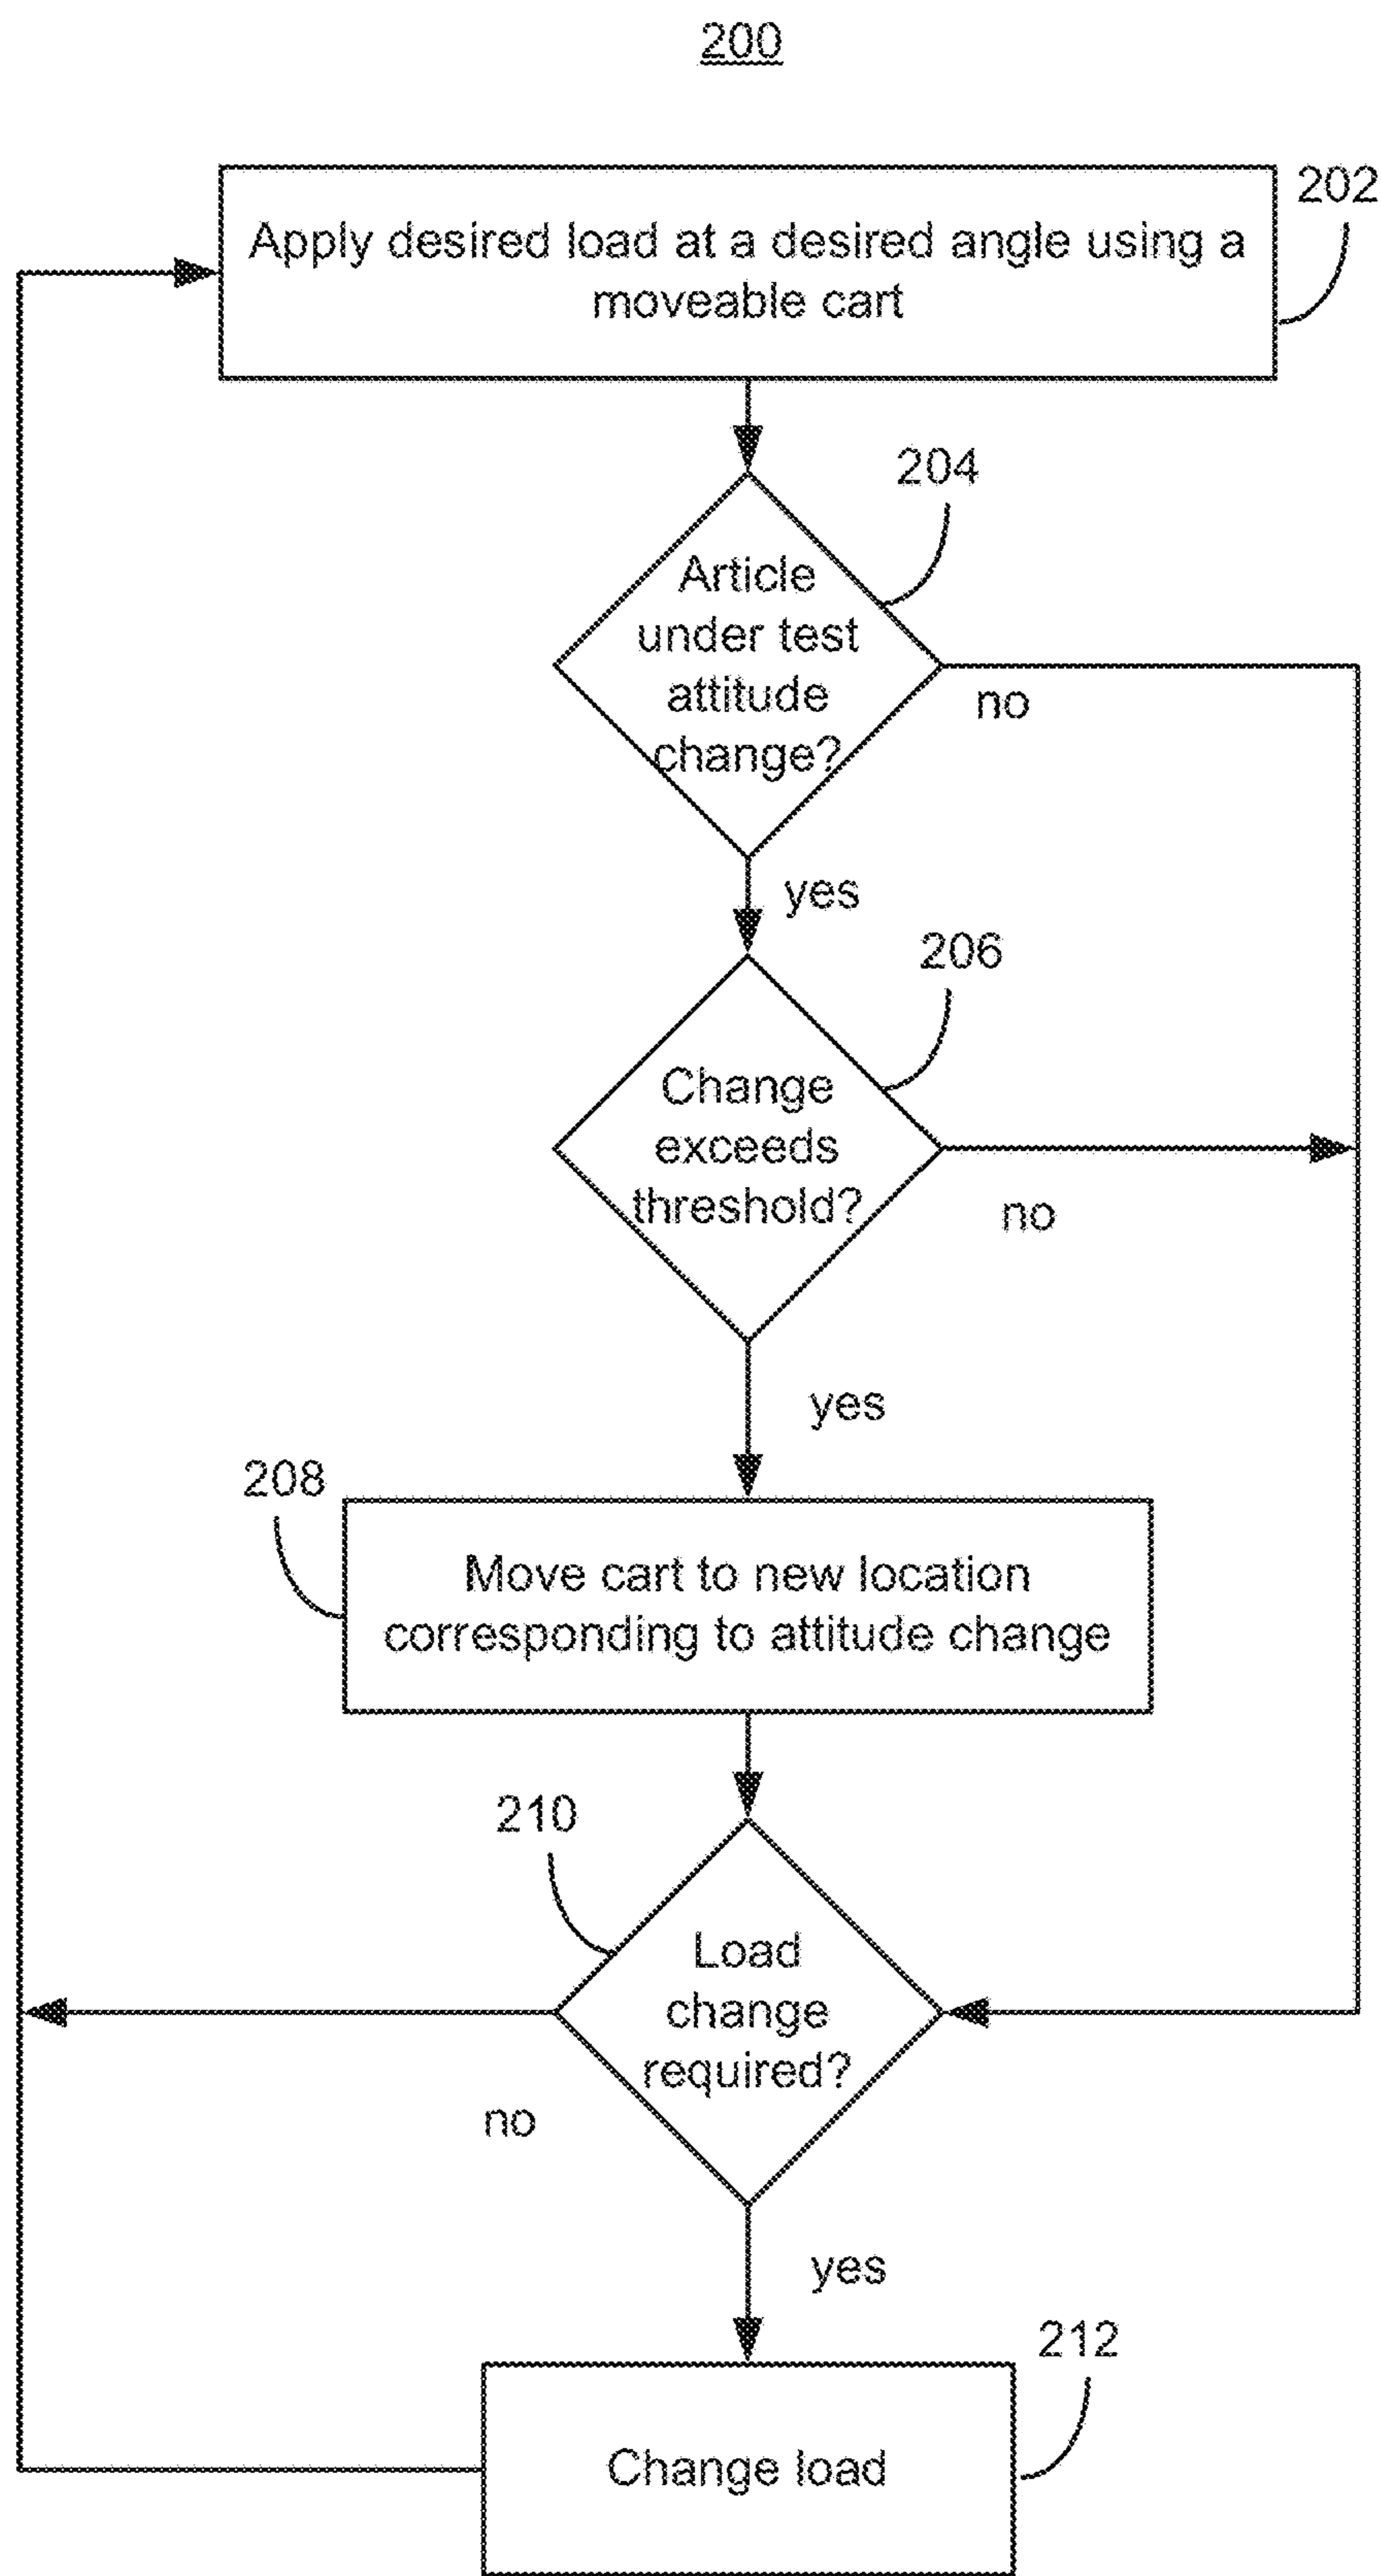 200
202
Apply desired load at a desired angle using a
moveable cart
204
Article
under test
attitude
change?
no
yes
206
Change
exceeds
threshold?
no
yes
208
Move cart to new location
corresponding to attitude change
210
Load
change
required?
no
yes
212
Change load